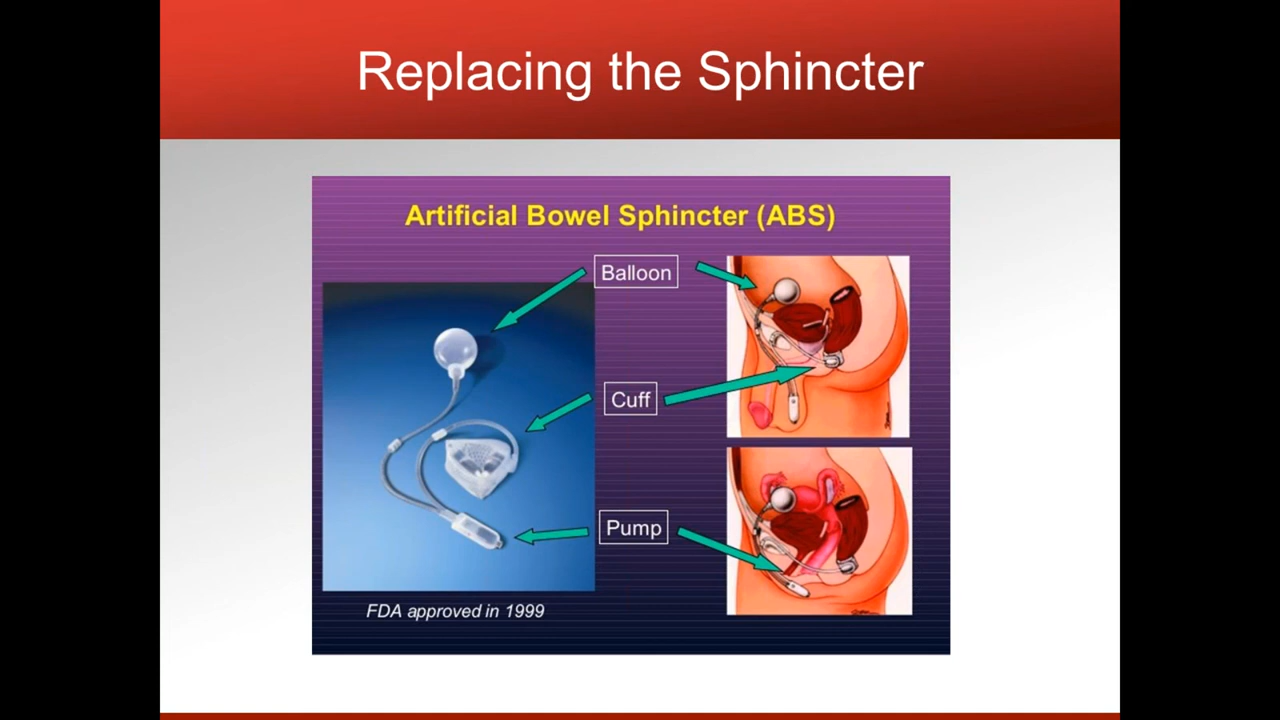 Replacing the Sphincter
Artificial Bowel Sphincter (ABS)
Balloon
Cuff
Pump
FDA approved in 1999